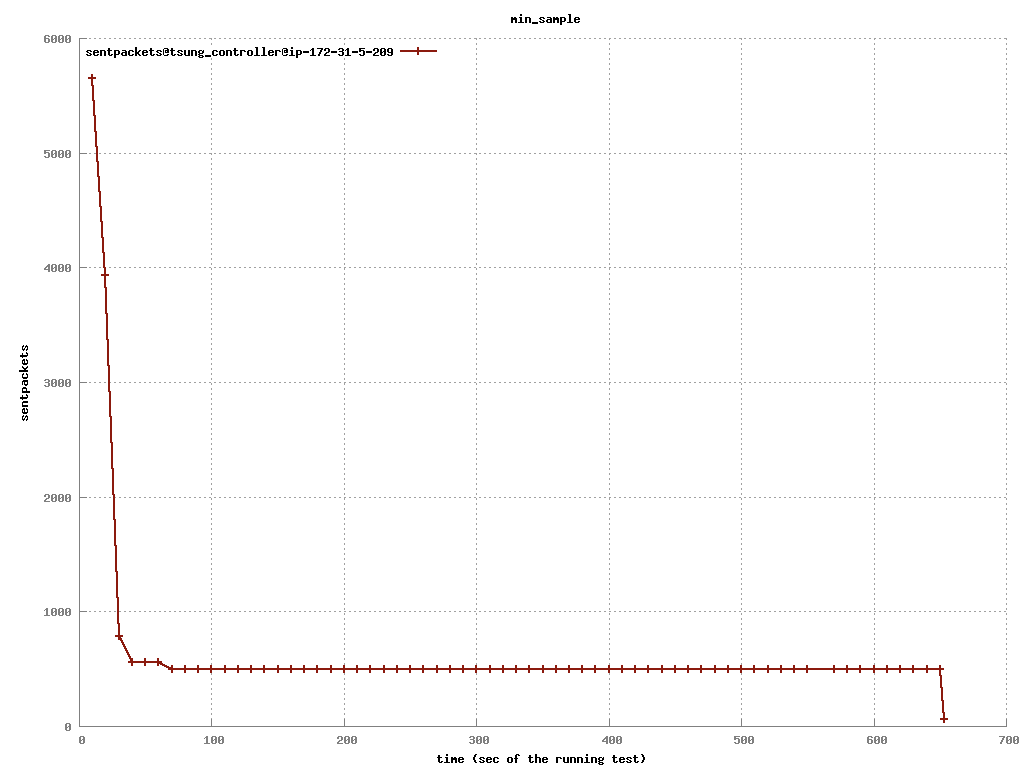 min_sample
6000
sentpackets@tsung_controller@ip-172-31-5-209
5000
4000
3000
2000
1000
0
sentpackets
0 100 200 300 400 500 600 700
time (sec of the running test)